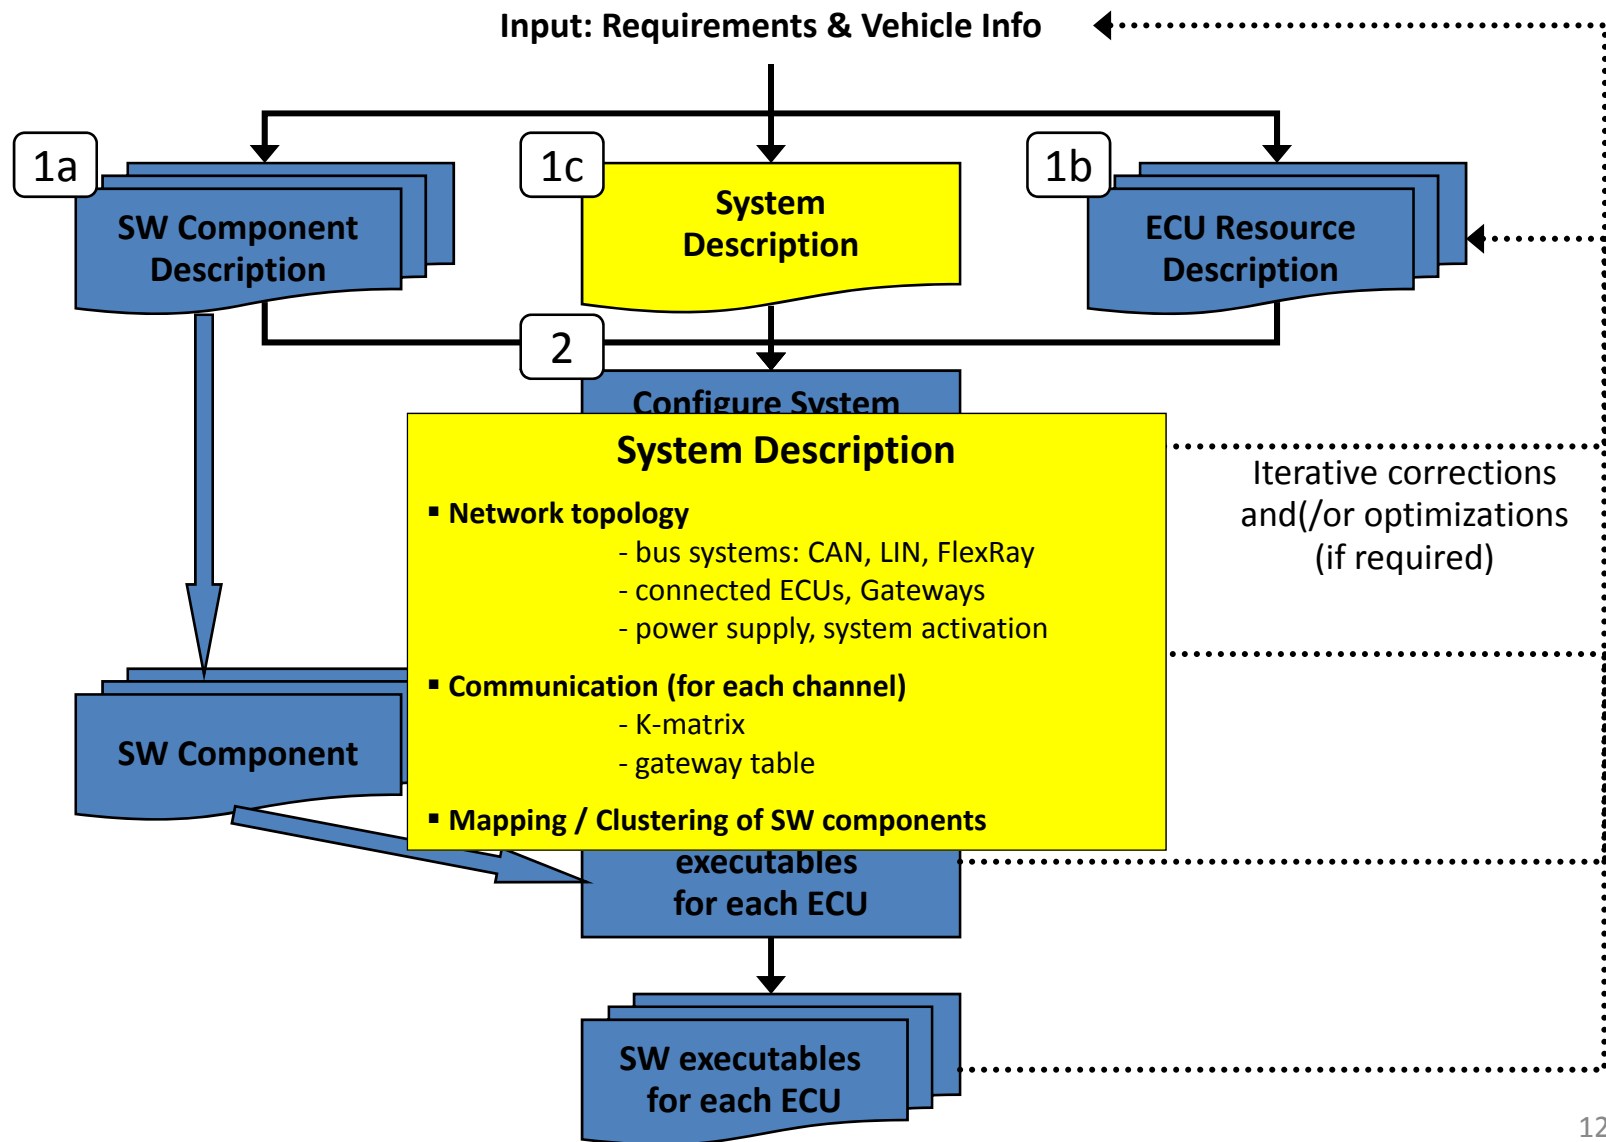 Input: Requirements & Vehicle Info
1a
SW Component
Description
1c
System
Description
1b
ECU Resource
Description
2
Configure System
System Description
▪ Network topology
- bus systems: CAN, LIN, FlexRay
- connected ECUs, Gateways
- power supply, system activation
▪ Communication (for each channel)
- K-matrix
- gateway table
▪ Mapping / Clustering of SW components
Iterative corrections
and(/or optimizations
(if required)
SW Component
executables
for each ECU
SW executables
for each ECU
12